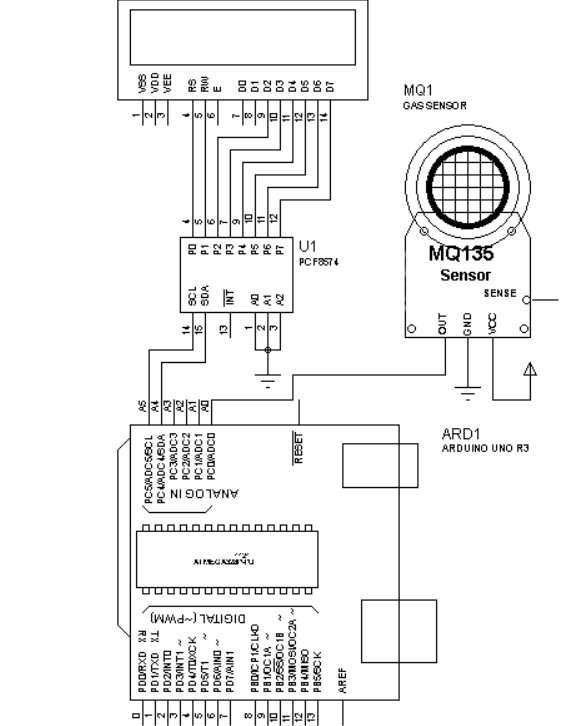 VSS VDD VEE RS RW E D0 D1 D2 D3 D4 D5 D6 D7
1 2 3 4 5 6 7 8 9 10 11 12 13 14
MQ1
GAS SENSOR
4 5 6 7 9 10 11 12
P0 P1 P2 P3 P4 P5 P6 P7
U1
PCF8574
SCL SDA INT A0 A1 A2
14 15 13 1 2 3
MQ135
Sensor
SENSE
OUT GND VCC
A5 A4 A3 A2 A1 A0
ARD1
ARDUINO UNO R3
PC5/ADC5/SCL
PC4/ADC4/SDA
PC3/ADC3
PC2/ADC2
PC1/ADC1
PC0/ADC0
RESET
ANALOG IN
DIGITAL (~PWM)
RX
TX
PD0/RXD
PD1/TXD
PD2/INT0
PD3/INT1 ~
PD4/T0/XCK
PD5/T1 ~
PD6/AIN0 ~
PD7/AIN1
PB0/ICP1/CLKO
PB1/OC1A ~
PB2/SS/OC1B ~
PB3/MOSI/OC2A ~
PB4/MISO
PB5/SCK
AREF
0 1 2 3 4 5 6 7 8 9 10 11 12 13